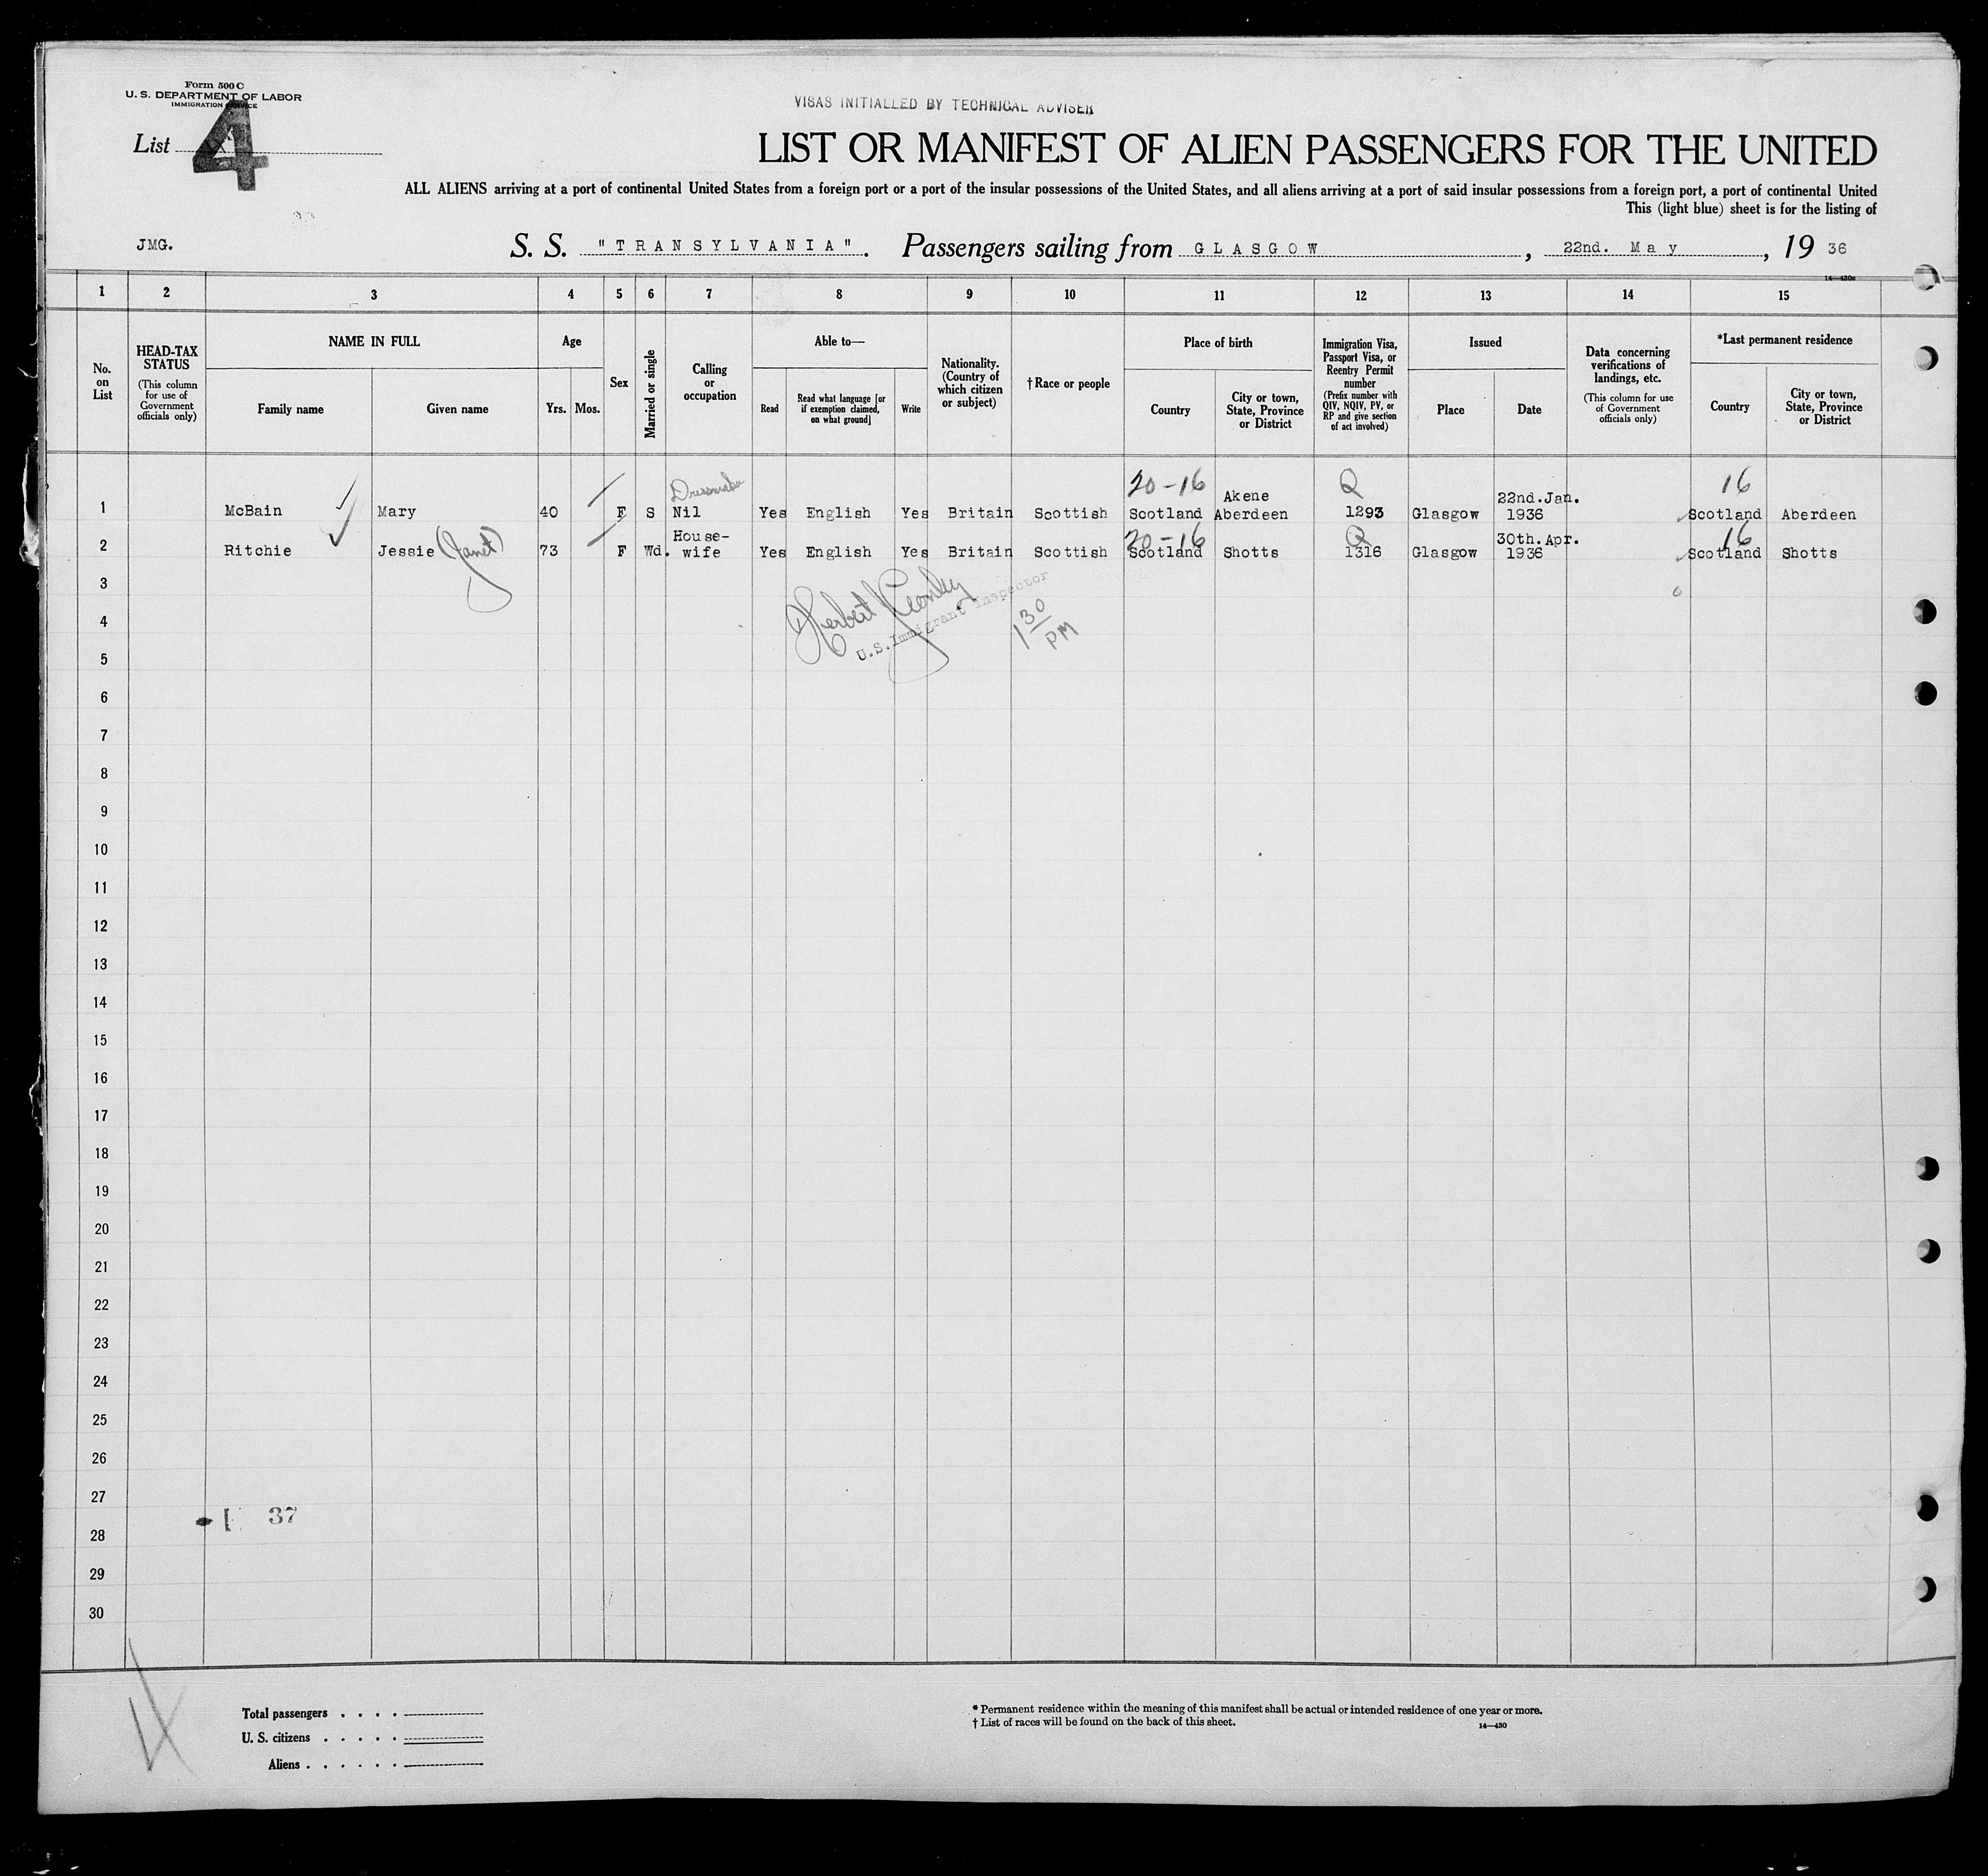 Form 500 C
U. S. DEPARTMENT OF LABOR
IMMIGRATION SERVICE
VISAS INITIALLED BY TECHNICAL ADVISER
List 4
LIST OR MANIFEST OF ALIEN PASSENGERS FOR THE UNITED
ALL ALIENS arriving at a port of continental United States from a foreign port or a port of the insular possessions of the United States, and all aliens arriving at a port of said insular possessions from a foreign port, a port of continental United
This (light blue) sheet is for the listing of
JMG.
S. S. "TRANSYLVANIA". Passengers sailing from GLASGOW, 22nd. May, 19 36
14—430c
1 2 3 4 5 6 7 8 9 10 11 12 13 14 15
No. on List
HEAD-TAX STATUS
(This column for use of Government officials only)
NAME IN FULL
Family name
Given name
Age
Yrs. Mos.
Sex
Married or single
Calling or occupation
Able to—
Read
Read what language [or if exemption claimed, on what ground]
Write
Nationality. (Country of which citizen or subject)
† Race or people
Place of birth
Country
City or town, State, Province or District
Immigration Visa, Passport Visa, or Reentry Permit number
(Prefix number with QIV, NQIV, PV, or RP and give section of act involved)
Issued
Place
Date
Data concerning verifications of landings, etc.
(This column for use of Government officials only)
*Last permanent residence
Country
City or town, State, Province or District
Dressmaker 20-16 Akene Q 22nd.Jan. 16
1 McBain Mary 40 F S Nil Yes English Yes Britain Scottish Scotland Aberdeen 1293 Glasgow 1936 Scotland Aberdeen
House- 20-16 Q 30th.Apr. 16
2 Ritchie Jessie (Janet) 73 F Wd. wife Yes English Yes Britain Scottish Scotland Shotts 1316 Glasgow 1936 Scotland Shotts
3
Herbert
U.S. Immigrant Inspector
1 30 PM
4
5
6
7
8
9
10
11
12
13
14
15
16
17
18
19
20
21
22
23
24
25
26
27
37
28
29
30
Total passengers . . . .
U. S. citizens . . . . .
Aliens . . . . . .
* Permanent residence within the meaning of this manifest shall be actual or intended residence of one year or more.
† List of races will be found on the back of this sheet.
14—430